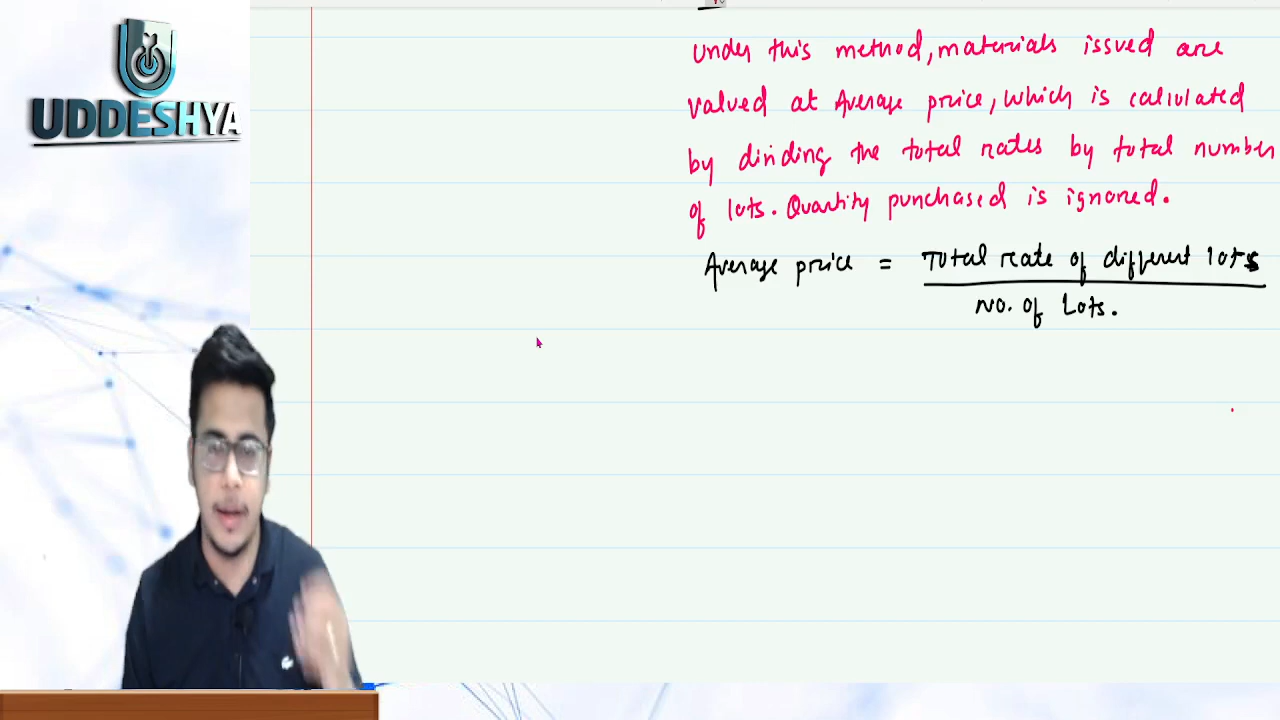 UDDESHYA
Under this method, materials issued are
valued at Average price, which is calculated
by dividing the total rates by total number
of lots. Quantity purchased is ignored.
Average price = Total rate of different lots
No. of Lots.